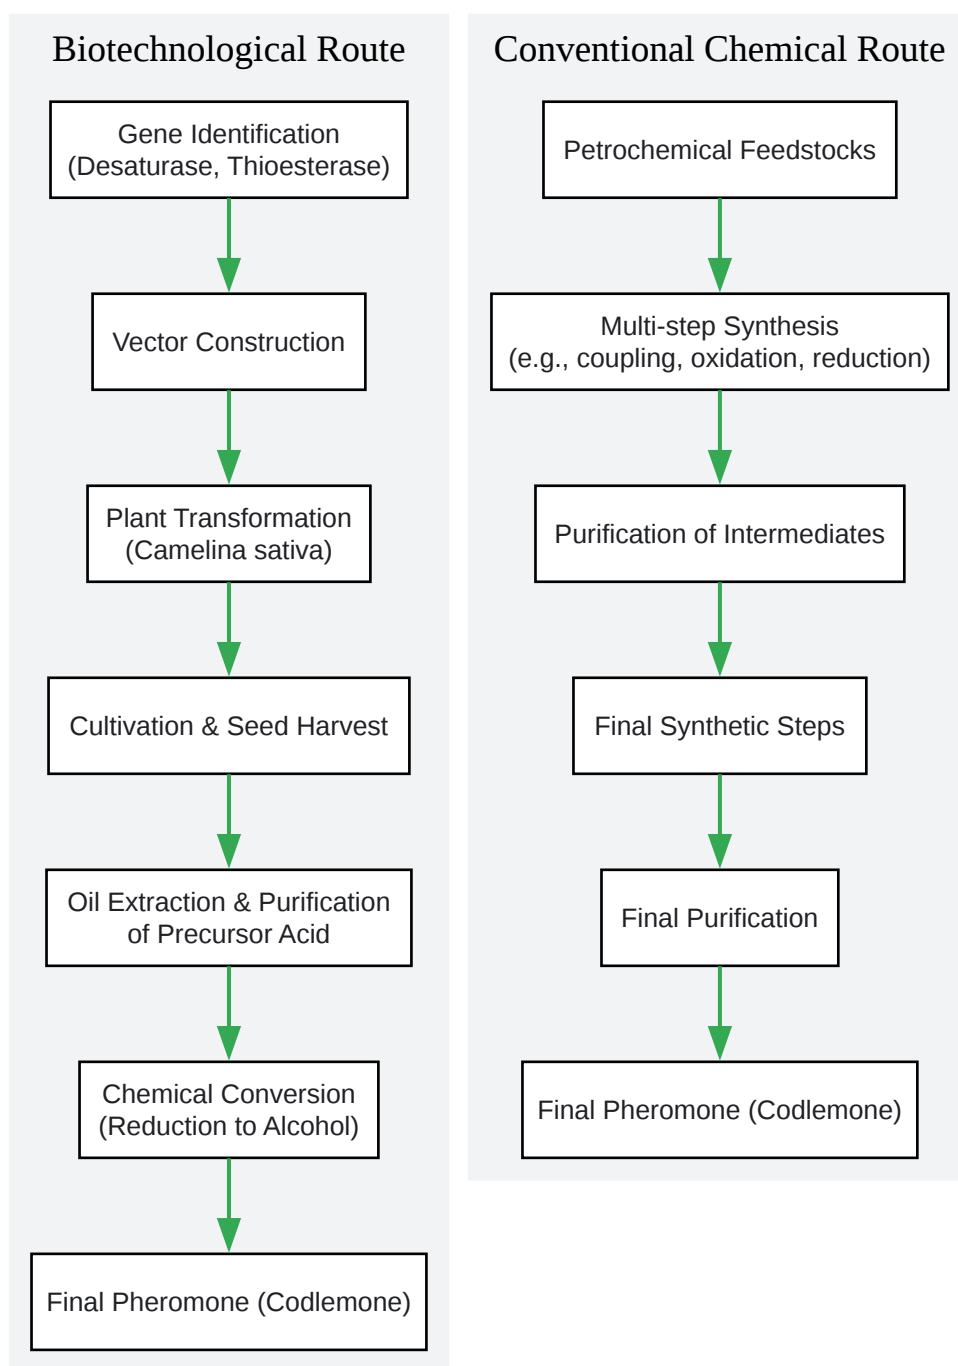 Biotechnological Route
Gene Identification
(Desaturase, Thioesterase)
Vector Construction
Plant Transformation
(Camelina sativa)
Cultivation & Seed Harvest
Oil Extraction & Purification
of Precursor Acid
Chemical Conversion
(Reduction to Alcohol)
Final Pheromone (Codlemone)
Conventional Chemical Route
Petrochemical Feedstocks
Multi-step Synthesis
(e.g., coupling, oxidation, reduction)
Purification of Intermediates
Final Synthetic Steps
Final Purification
Final Pheromone (Codlemone)